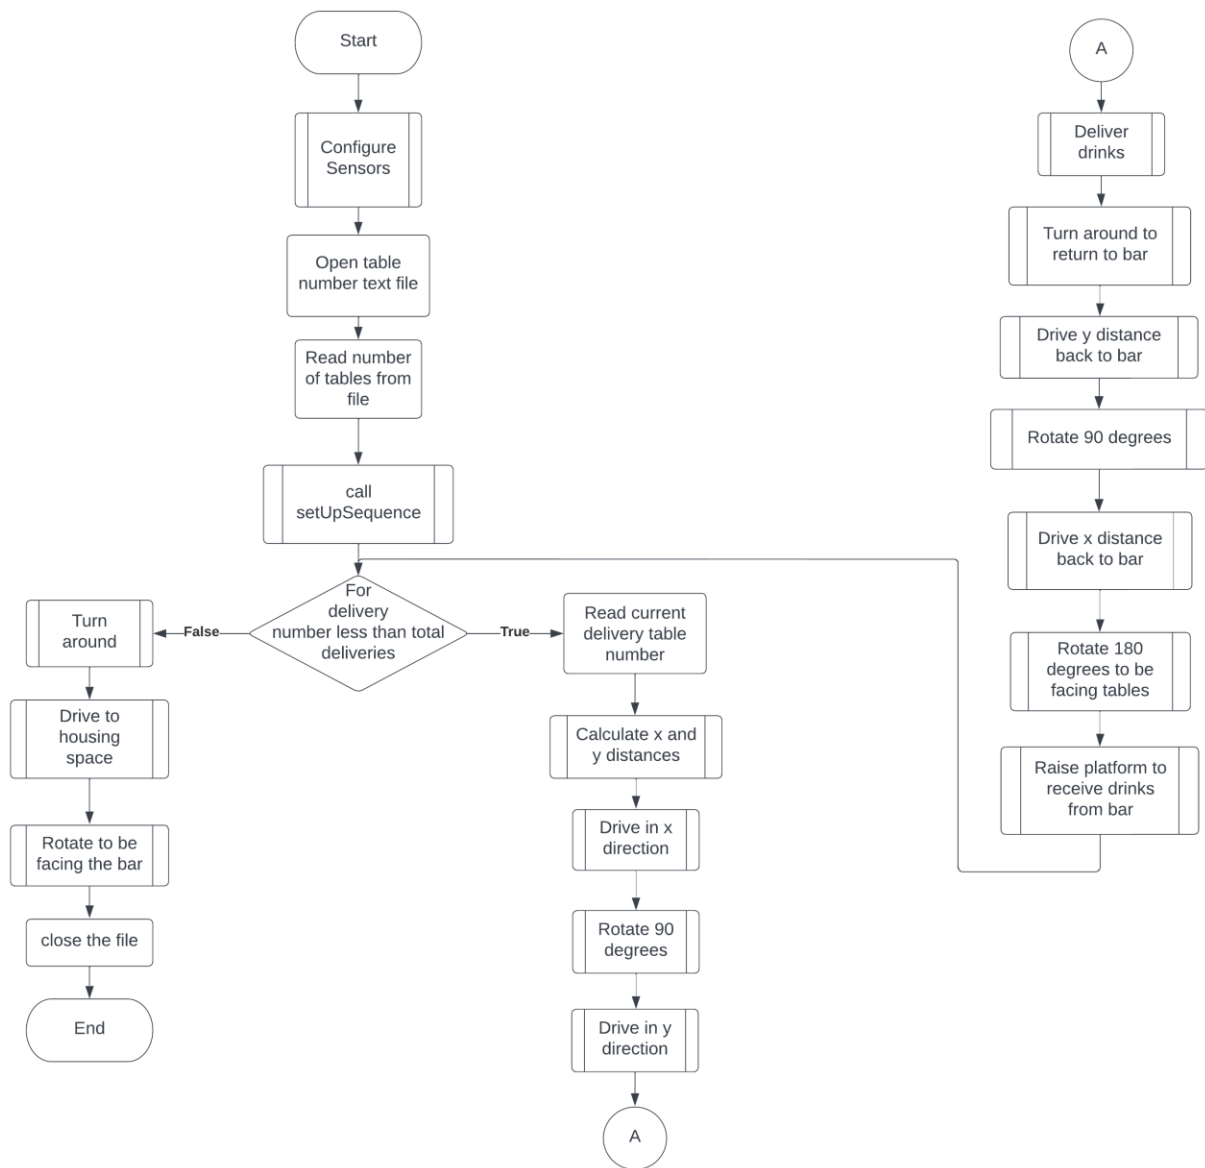 Start
Configure
Sensors
Open table
number text file
Read number
of tables from
file
call
setUpSequence
For
delivery
number less than total
deliveries
False
True
Turn
around
Drive to
housing
space
Rotate to be
facing the bar
close the file
End
Read current
delivery table
number
Calculate x and
y distances
Drive in x
direction
Rotate 90
degrees
Drive in y
direction
A
A
Deliver
drinks
Turn around to
return to bar
Drive y distance
back to bar
Rotate 90 degrees
Drive x distance
back to bar
Rotate 180
degrees to be
facing tables
Raise platform to
receive drinks
from bar